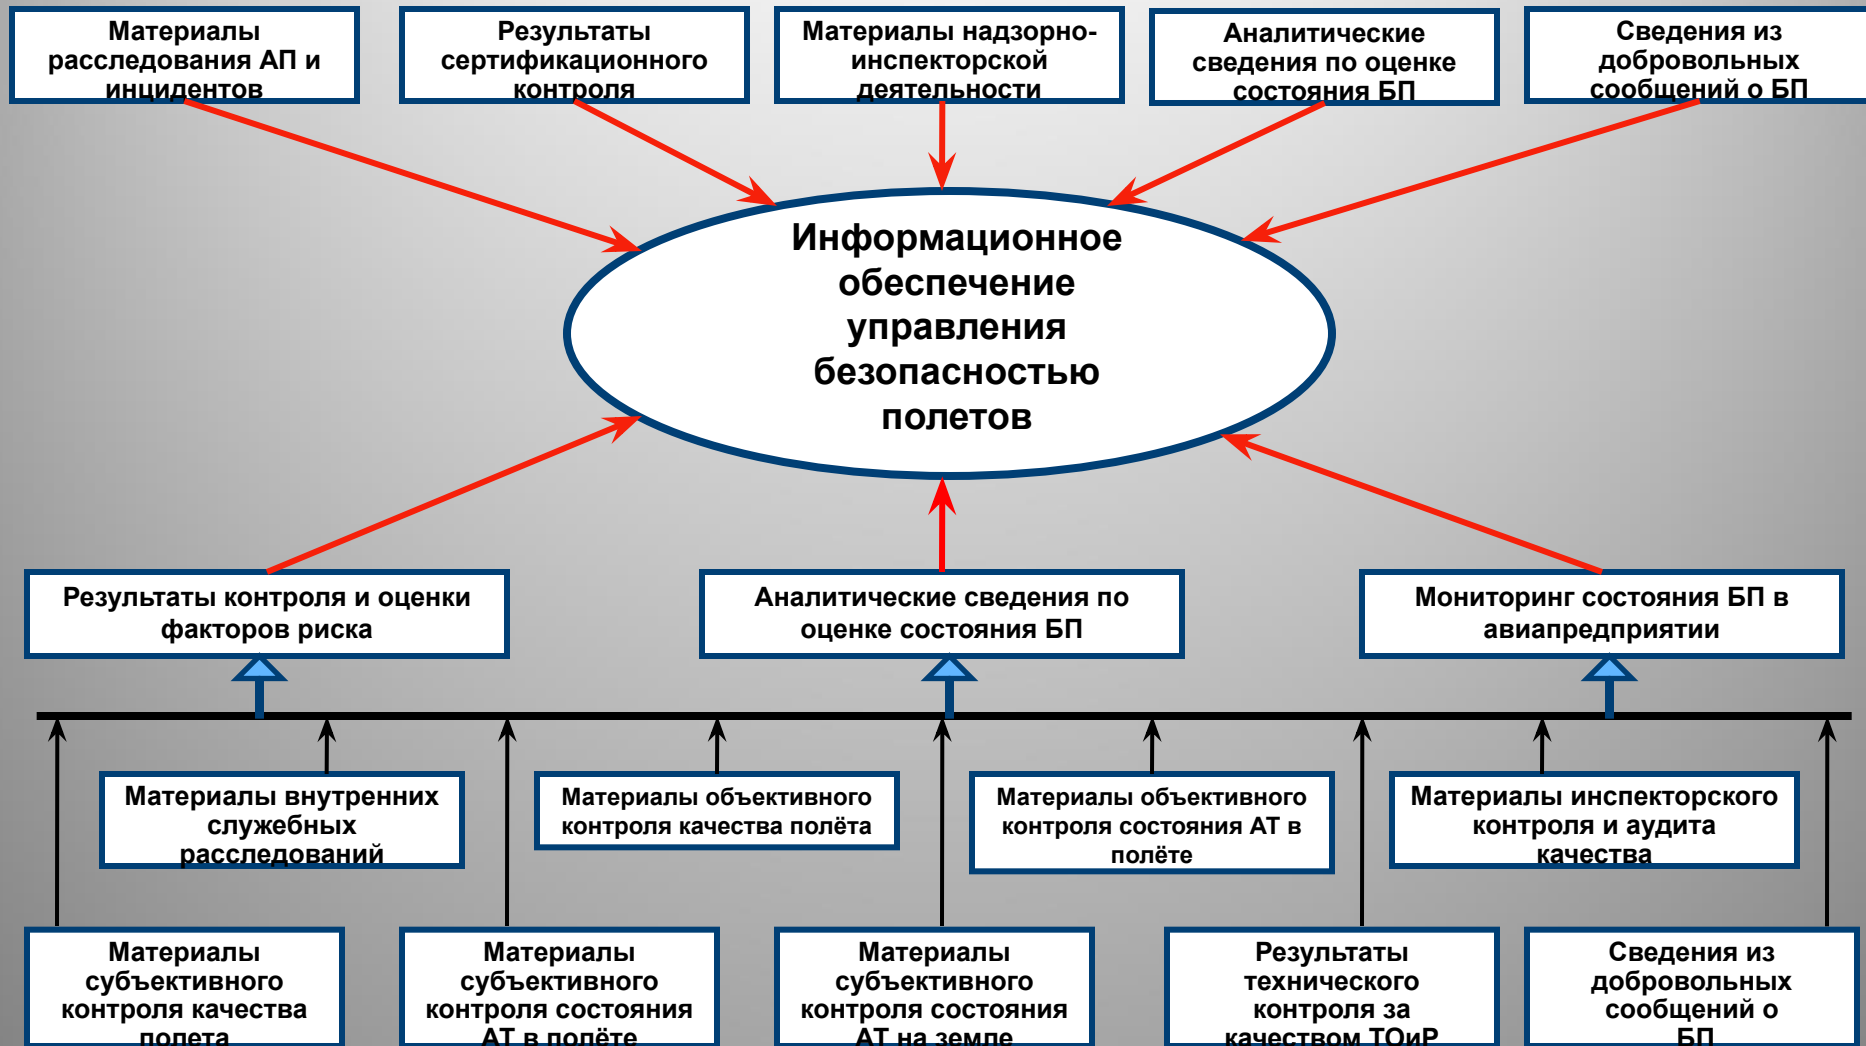 Материалы
расследования АП и
инцидентов
Результаты
сертификационного
контроля
Материалы надзорно-
инспекторской
деятельности
Аналитические
сведения по оценке
состояния БП
Сведения из
добровольных
сообщений о БП
Информационное
обеспечение
управления
безопасностью
полетов
Результаты контроля и оценки
факторов риска
Аналитические сведения по
оценке состояния БП
Мониторинг состояния БП в
авиапредприятии
Материалы внутренних
служебных
расследований
Материалы объективного
контроля качества полёта
Материалы объективного
контроля состояния АТ в
полёте
Материалы инспекторского
контроля и аудита
качества
Материалы
субъективного
контроля качества
полета
Материалы
субъективного
контроля состояния
АТ в полёте
Материалы
субъективного
контроля состояния
АТ на земле
Результаты
технического
контроля за
качеством ТОиР
Сведения из
добровольных
сообщений о
БП